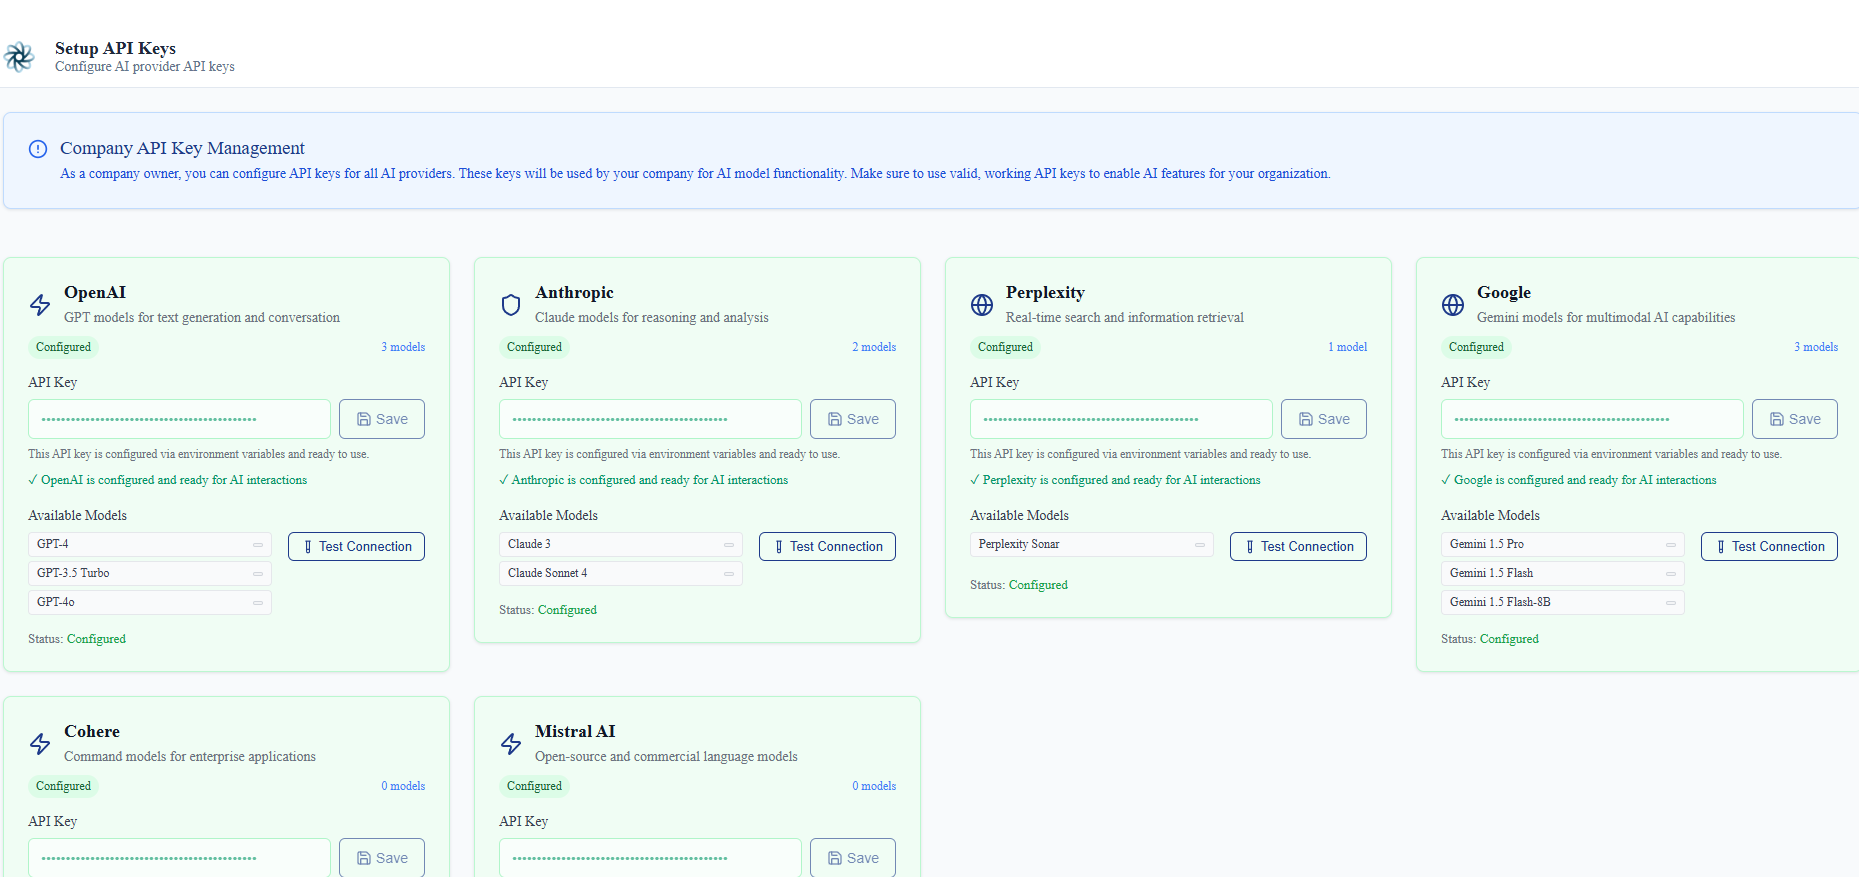 Setup API Keys
Configure AI provider API keys
Company API Key Management
As a company owner, you can configure API keys for all AI providers. These keys will be used by your company for AI model functionality. Make sure to use valid, working API keys to enable AI features for your organization.
OpenAI
GPT models for text generation and conversation
Configured
3 models
API Key
Save
This API key is configured via environment variables and ready to use.
✓ OpenAI is configured and ready for AI interactions
Available Models
GPT-4
GPT-3.5 Turbo
GPT-4o
Test Connection
Status: Configured
Anthropic
Claude models for reasoning and analysis
Configured
2 models
API Key
Save
This API key is configured via environment variables and ready to use.
✓ Anthropic is configured and ready for AI interactions
Available Models
Claude 3
Claude Sonnet 4
Test Connection
Status: Configured
Perplexity
Real-time search and information retrieval
Configured
1 model
API Key
Save
This API key is configured via environment variables and ready to use.
✓ Perplexity is configured and ready for AI interactions
Available Models
Perplexity Sonar
Test Connection
Status: Configured
Google
Gemini models for multimodal AI capabilities
Configured
3 models
API Key
Save
This API key is configured via environment variables and ready to use.
✓ Google is configured and ready for AI interactions
Available Models
Gemini 1.5 Pro
Gemini 1.5 Flash
Gemini 1.5 Flash-8B
Test Connection
Status: Configured
Cohere
Command models for enterprise applications
Configured
0 models
API Key
Save
Mistral AI
Open-source and commercial language models
Configured
0 models
API Key
Save